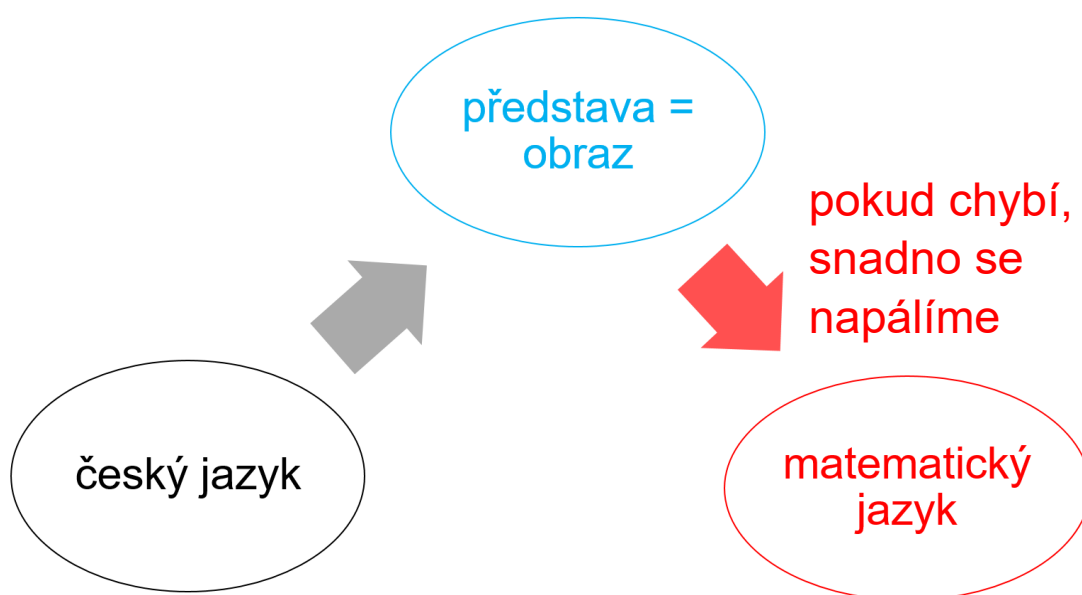 představa =
obraz
pokud chybí,
snadno se
napálíme
český jazyk
matematický
jazyk